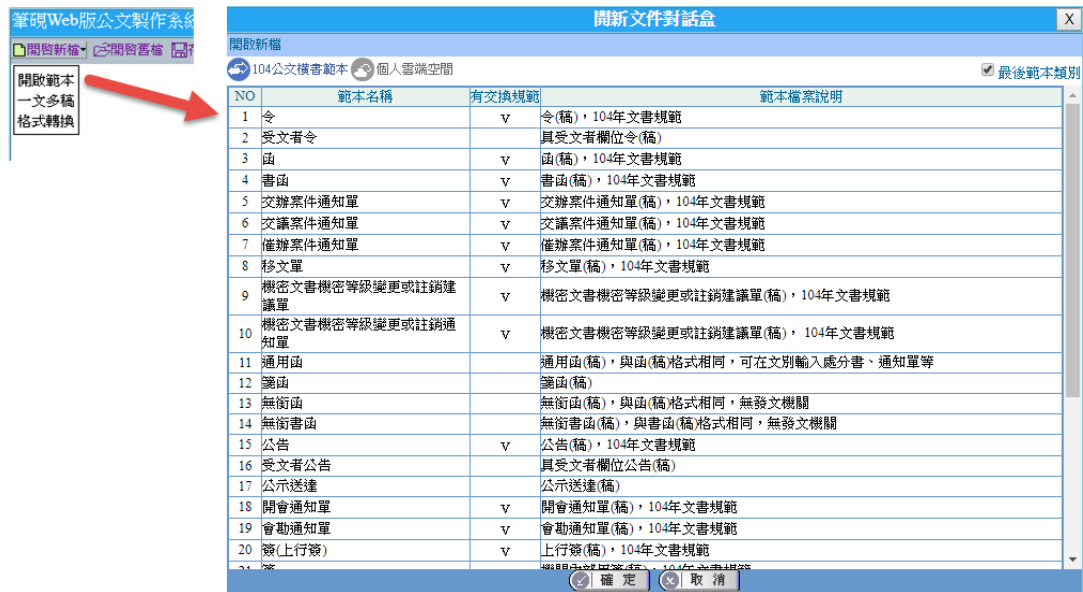 筆硯Web版公文製作系統
開啓新檔 開啓舊檔
開啟範本
一文多稿
格式轉換
開新文件對話盒 X
開啟新檔
104公文橫書範本 個人雲端空間 最後範本類別
NO 範本名稱 有交換規範 範本檔案說明
1 令 v 令(稿)，104年文書規範
2 受文者令 具受文者欄位令(稿)
3 函 v 函(稿)，104年文書規範
4 書函 v 書函(稿)，104年文書規範
5 交辦案件通知單 v 交辦案件通知單(稿)，104年文書規範
6 交議案件通知單 v 交議案件通知單(稿)，104年文書規範
7 催辦案件通知單 v 催辦案件通知單(稿)，104年文書規範
8 移文單 v 移文單(稿)，104年文書規範
9 機密文書機密等級變更或註銷建
議單 v 機密文書機密等級變更或註銷建議單(稿)，104年文書規範
10 機密文書機密等級變更或註銷通
知單 v 機密文書機密等級變更或註銷建議單(稿)， 104年文書規範
11 通用函 通用函(稿)，與函(稿)格式相同，可在文別輸入處分書、通知單等
12 箋函 箋函(稿)
13 無銜函 無銜函(稿)，與函(稿)格式相同，無發文機關
14 無銜書函 無銜書函(稿)，與書函(稿)格式相同，無發文機關
15 公告 v 公告(稿)，104年文書規範
16 受文者公告 具受文者欄位公告(稿)
17 公示送達 公示送達(稿)
18 開會通知單 v 開會通知單(稿)，104年文書規範
19 會勘通知單 v 會勘通知單(稿)，104年文書規範
20 簽(上行簽) v 上行簽(稿)，104年文書規範
確 定 取 消